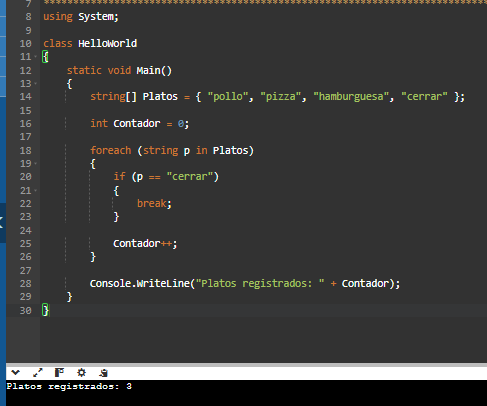 7 ******************************************************************************
8 using System;
9
10 class HelloWorld
11 {
12 static void Main()
13 {
14 string[] Platos = { "pollo", "pizza", "hamburguesa", "cerrar" };
15
16 int Contador = 0;
17
18 foreach (string p in Platos)
19 {
20 if (p == "cerrar")
21 {
22 break;
23 }
24
25 Contador++;
26 }
27
28 Console.WriteLine("Platos registrados: " + Contador);
29 }
30 }
Platos registrados: 3